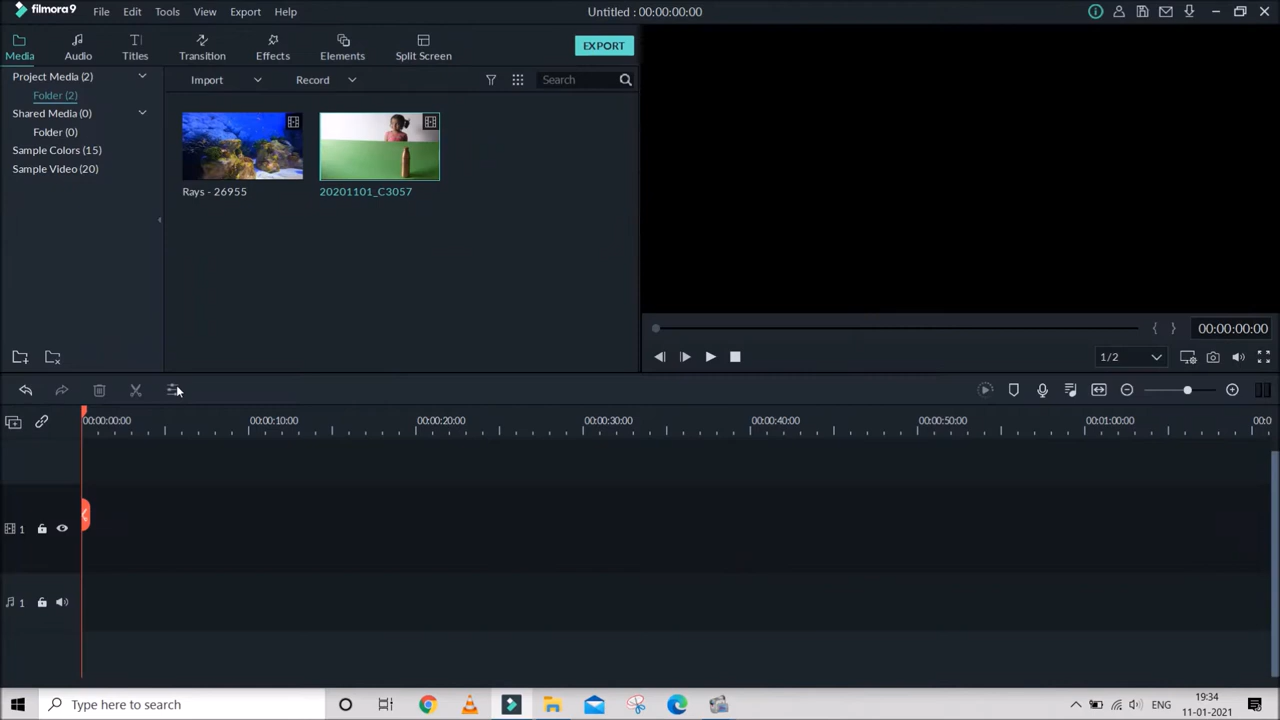 filmora9 File Edit Tools View Export Help Untitled : 00:00:00:00
Media Audio Titles Transition Effects Elements Split Screen EXPORT
Project Media (2) Import Record Search
Folder (2)
Shared Media (0)
Folder (0)
Sample Colors (15)
Sample Video (20)
Rays - 26955 20201101_C3057
00:00:00:00
1/2
00:00:00:00 00:00:10:00 00:00:20:00 00:00:30:00 00:00:40:00 00:00:50:00 00:01:00:00 00:0
1
1
Type here to search ENG 19:34
11-01-2021